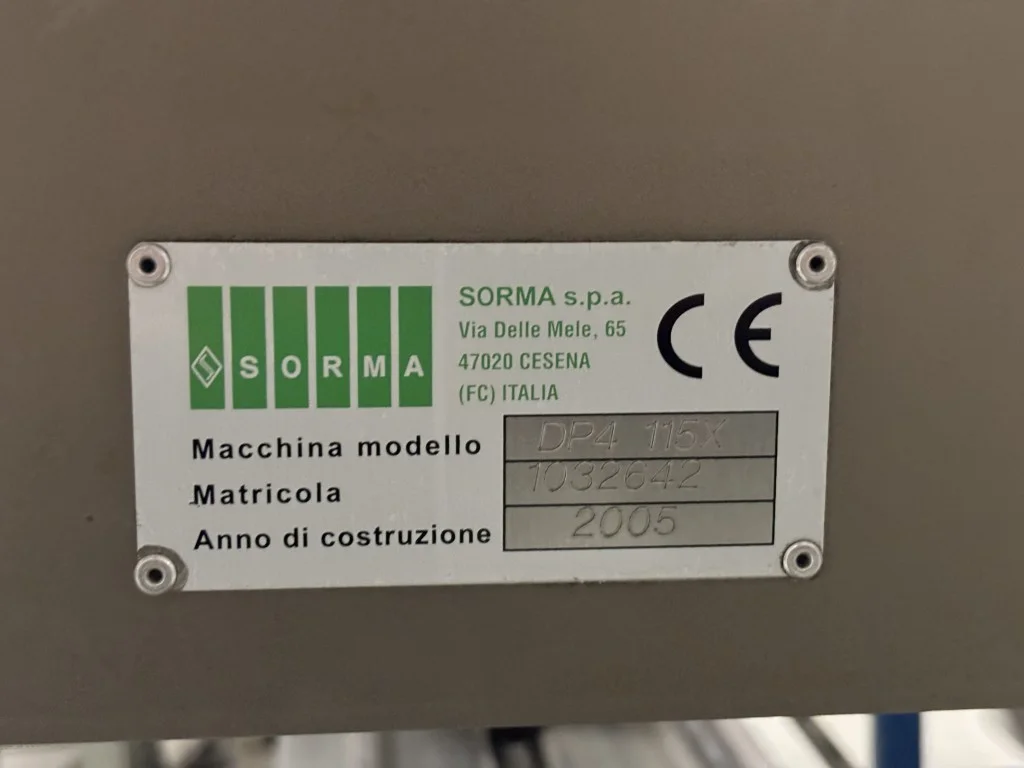 SORMA
SORMA s.p.a.
Via Delle Mele, 65
47020 CESENA
(FC) ITALIA
CE
Macchina modello DP4 115X
Matricola 1032642
Anno di costruzione 2005